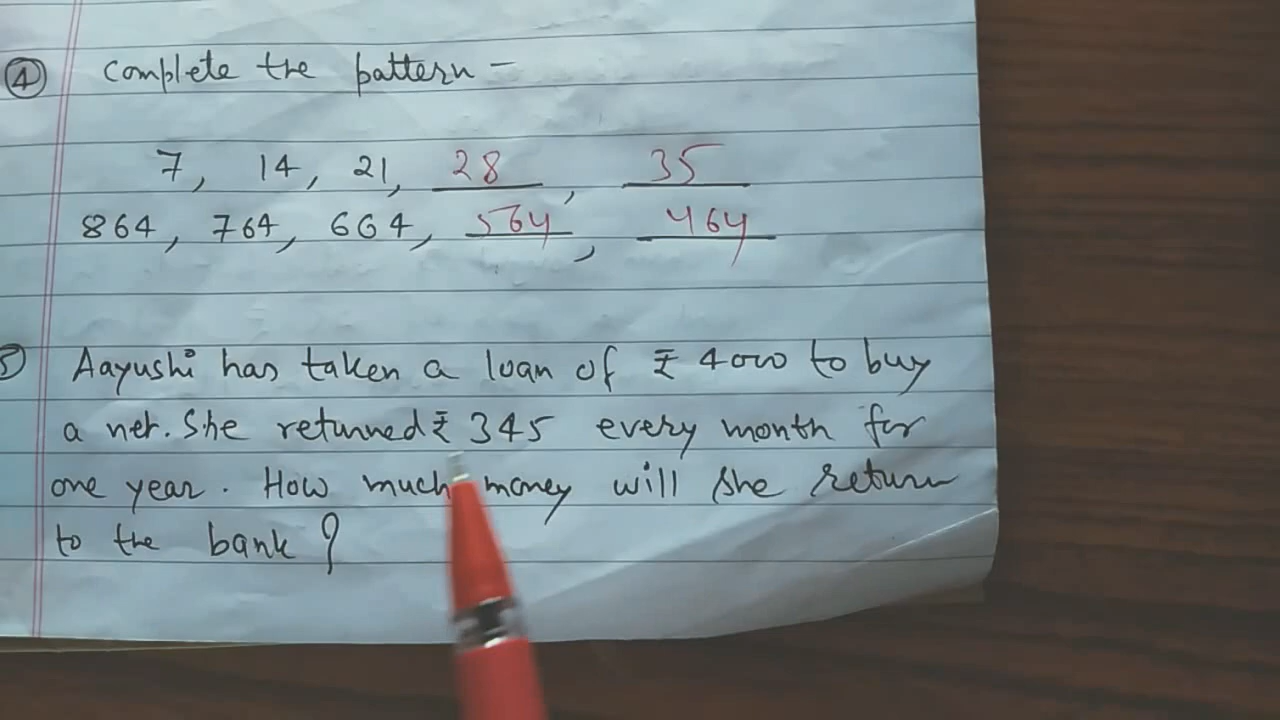 ④ Complete the pattern –
7, 14, 21, 28, 35
864, 764, 664, 564, 464
⑤ Aayushi has taken a loan of ₹ 4000 to buy
a net. She returned ₹ 345 every month for
one year. How much money will she return
to the bank?